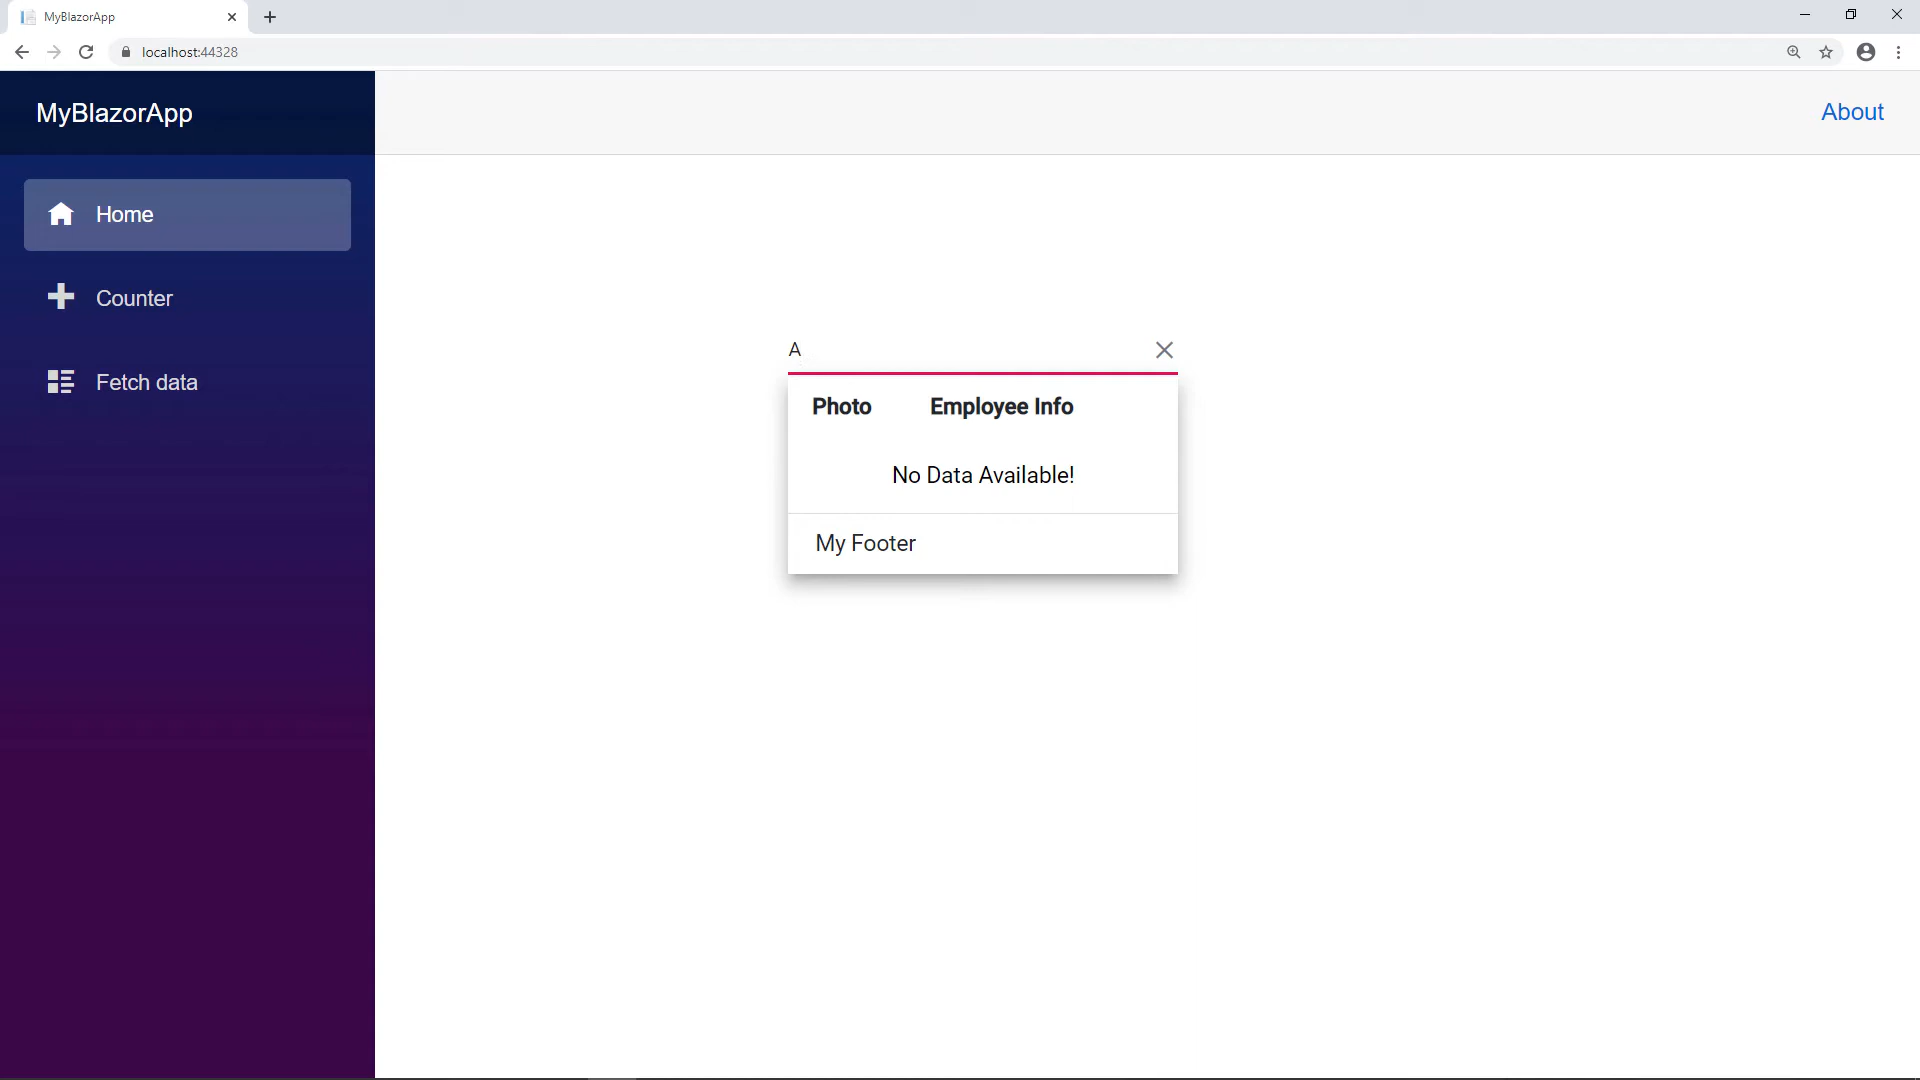 MyBlazorApp
localhost:44328
MyBlazorApp
About
Home
Counter
Fetch data
A
Photo Employee Info
No Data Available!
My Footer